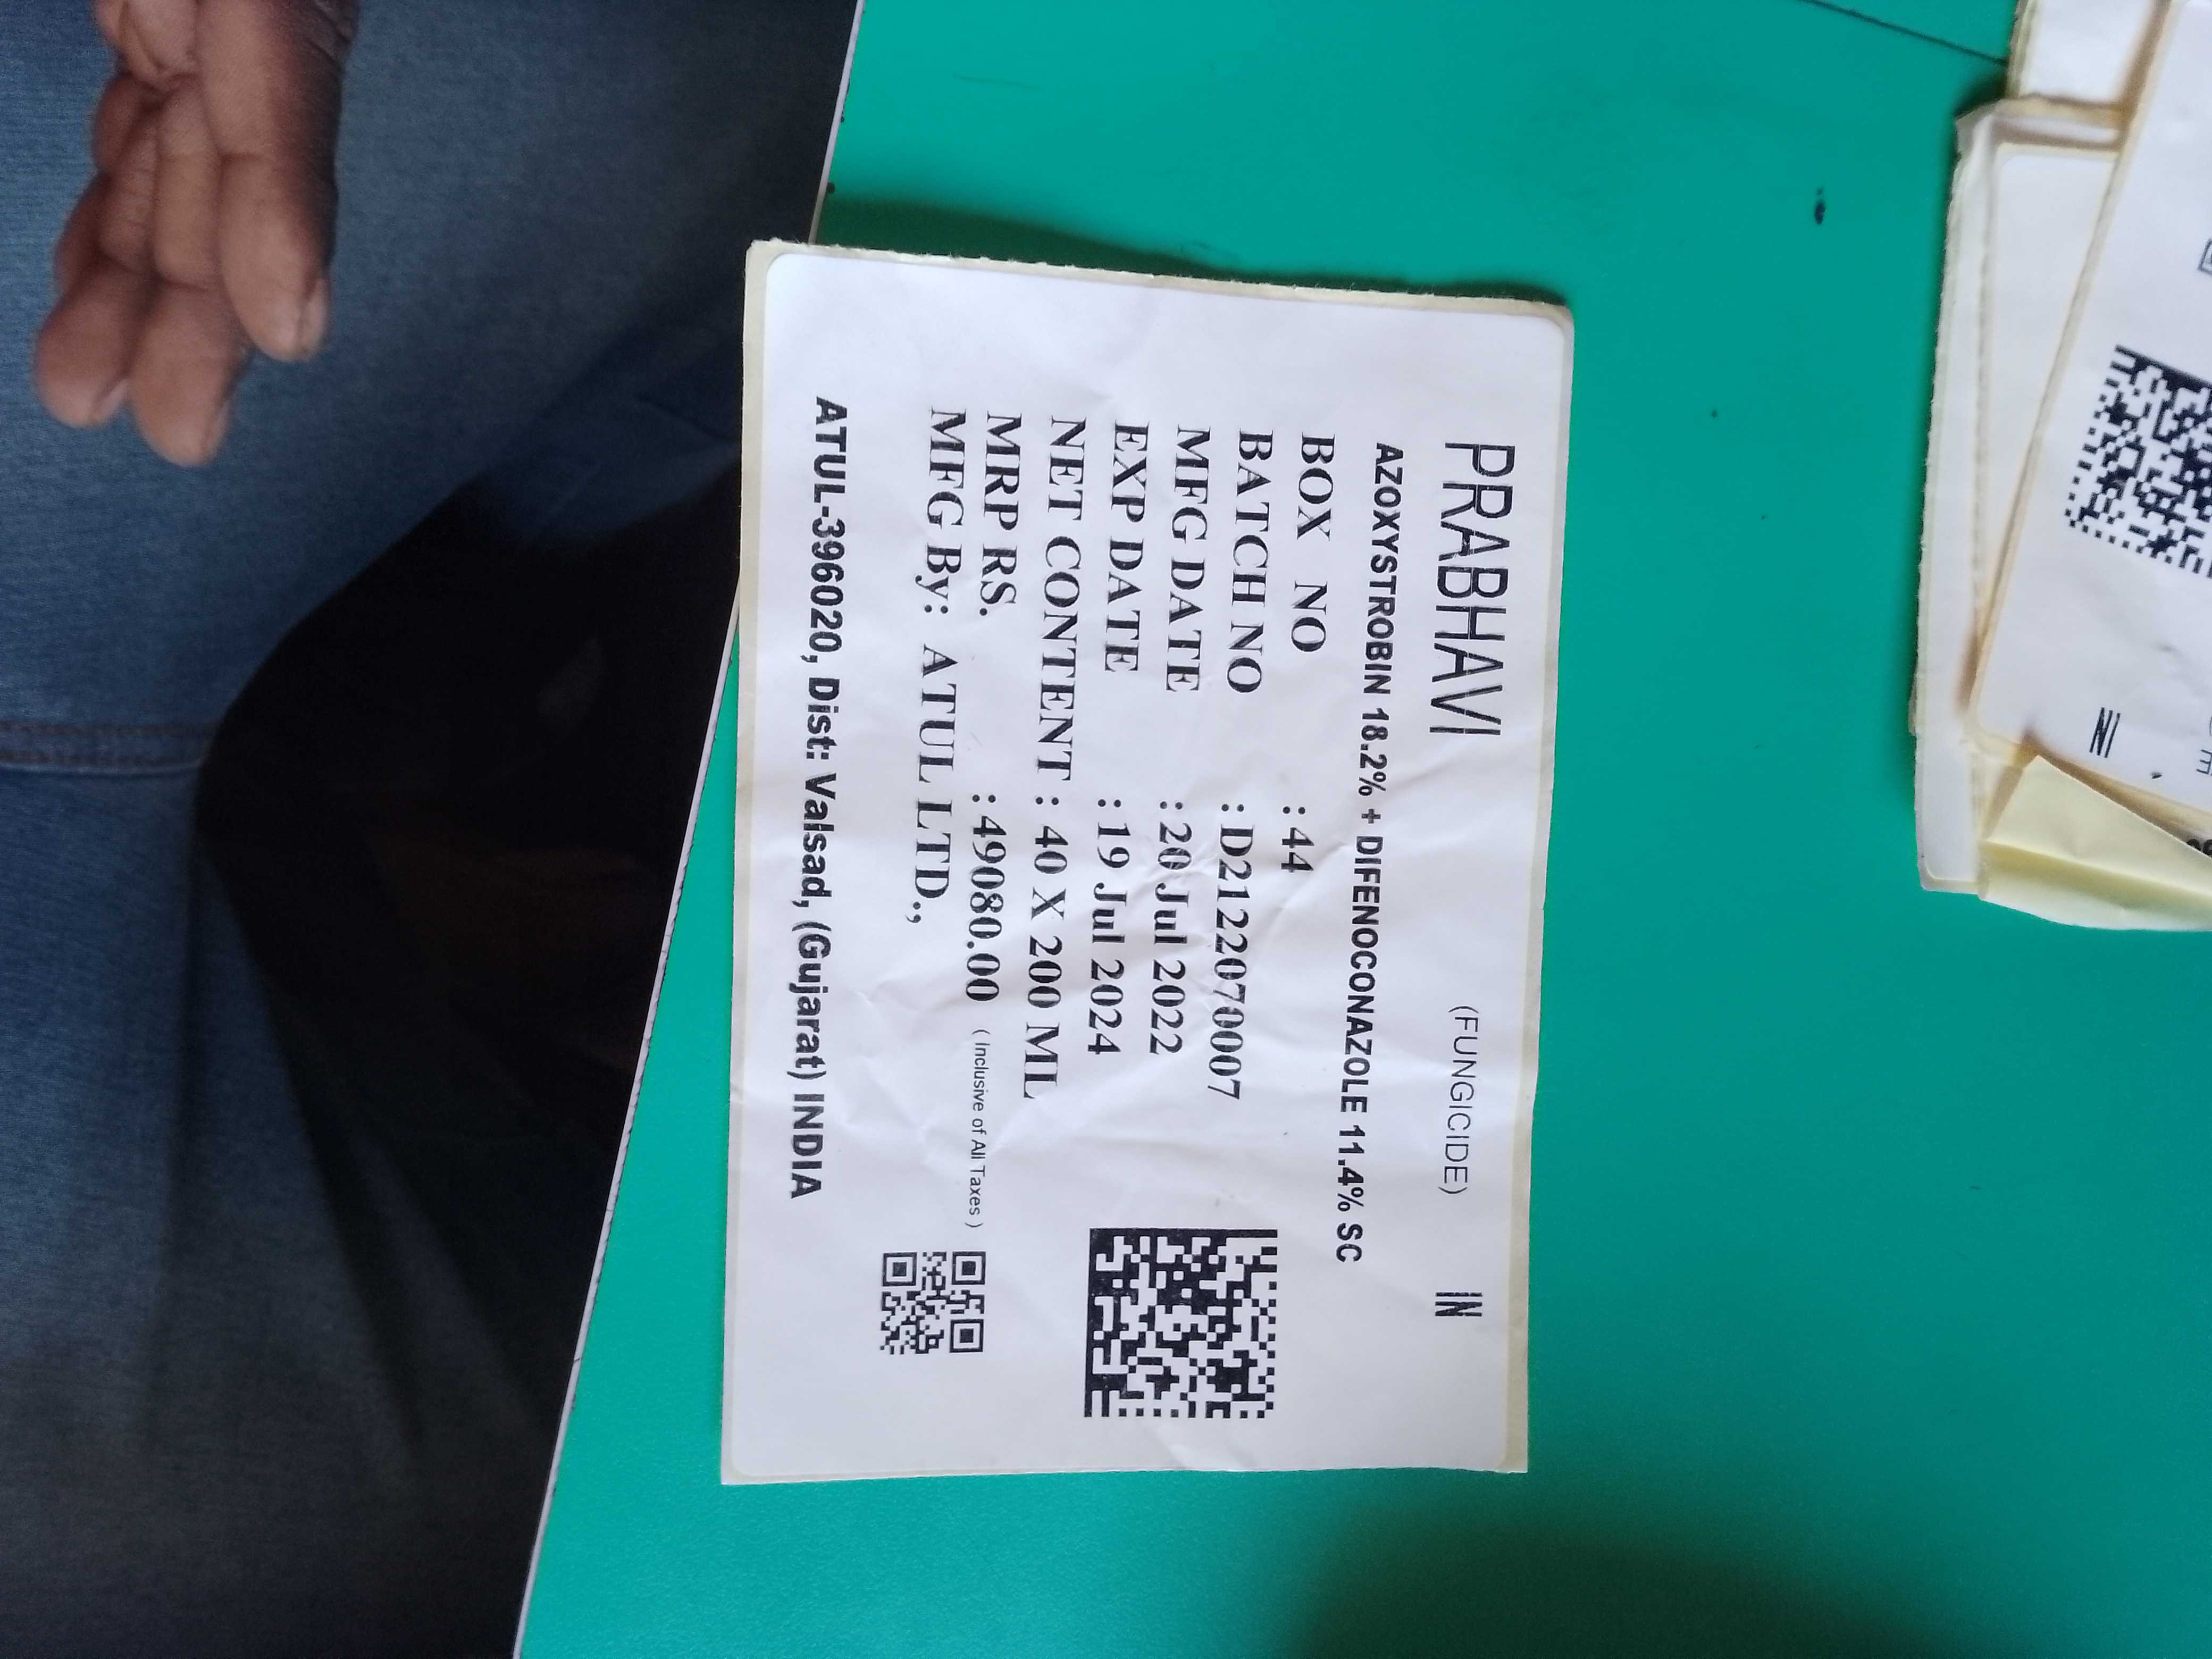 PRABHAVI (FUNGICIDE) IN
AZOXYSTROBIN 18.2% + DIFENOCONAZOLE 11.4% SC
BOX NO : 44
BATCH NO : D2122070007
MFG DATE : 20 Jul 2022
EXP DATE : 19 Jul 2024
NET CONTENT : 40 X 200 ML
MRP RS. : 49080.00 ( Inclusive of All Taxes )
MFG By: ATUL LTD.,
ATUL-396020, Dist: Valsad, (Gujarat) INDIA